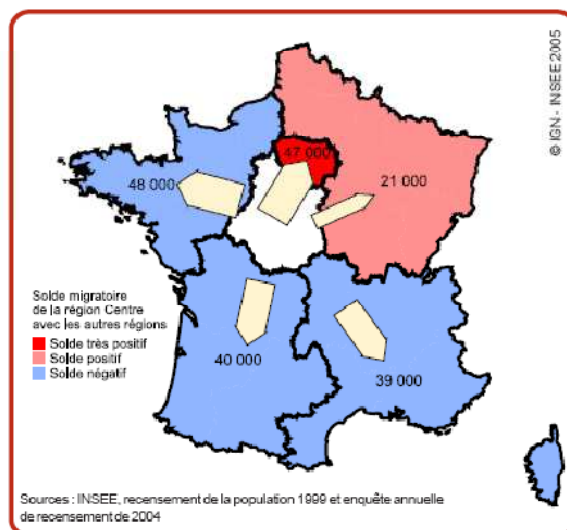 © IGN - INSEE 2005
47 000
48 000
21 000
Solde migratoire
de la région Centre
avec les autres régions
Solde très positif
Solde positif
Solde négatif
40 000
39 000
Sources : INSEE, recensement de la population 1999 et enquête annuelle
de recensement de 2004